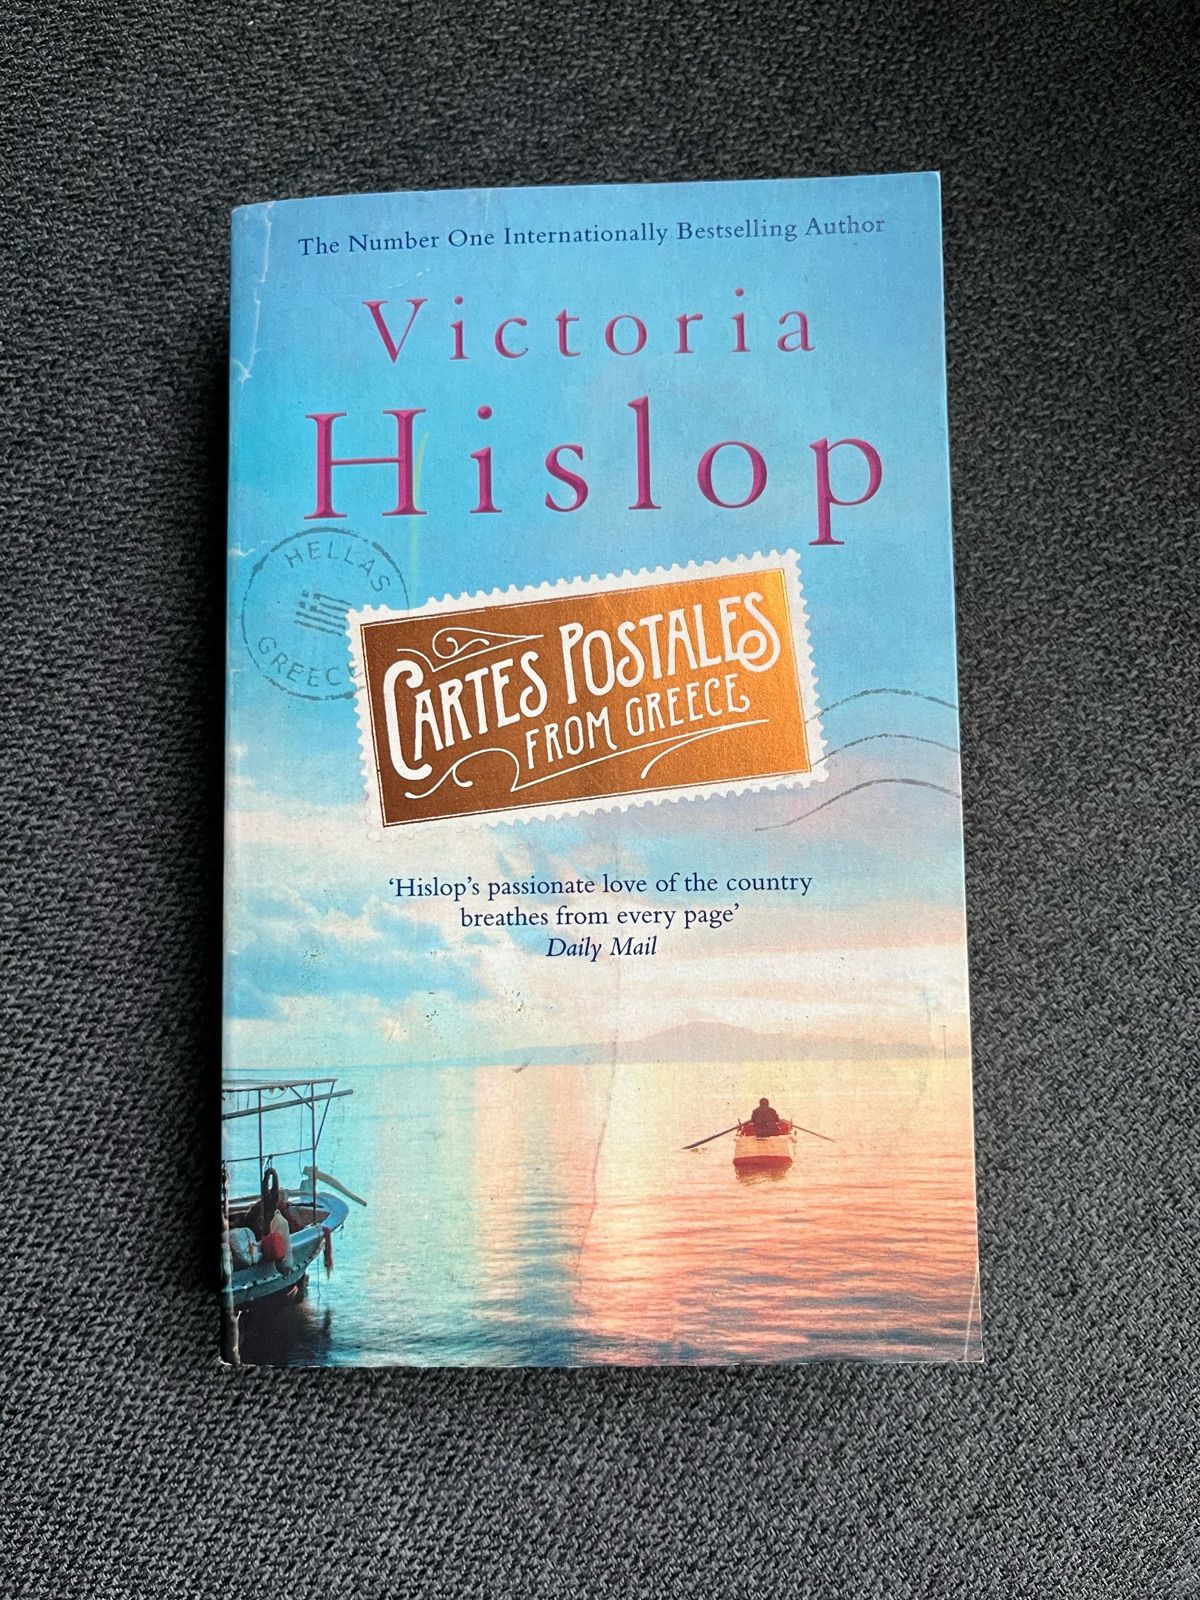 The Number One Internationally Bestselling Author
Victoria
Hislop
HELLAS
GREECE
CARTES POSTALES
FROM GREECE
‘Hislop’s passionate love of the country
breathes from every page’
Daily Mail